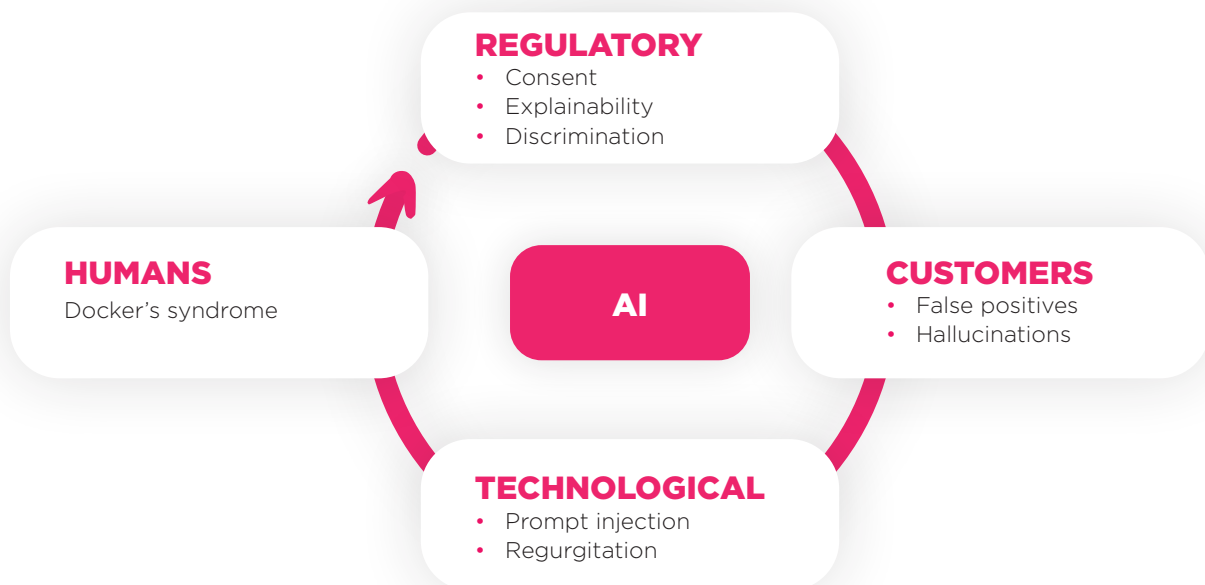 REGULATORY
• Consent
• Explainability
• Discrimination
HUMANS
Docker’s syndrome
AI
CUSTOMERS
• False positives
• Hallucinations
TECHNOLOGICAL
• Prompt injection
• Regurgitation